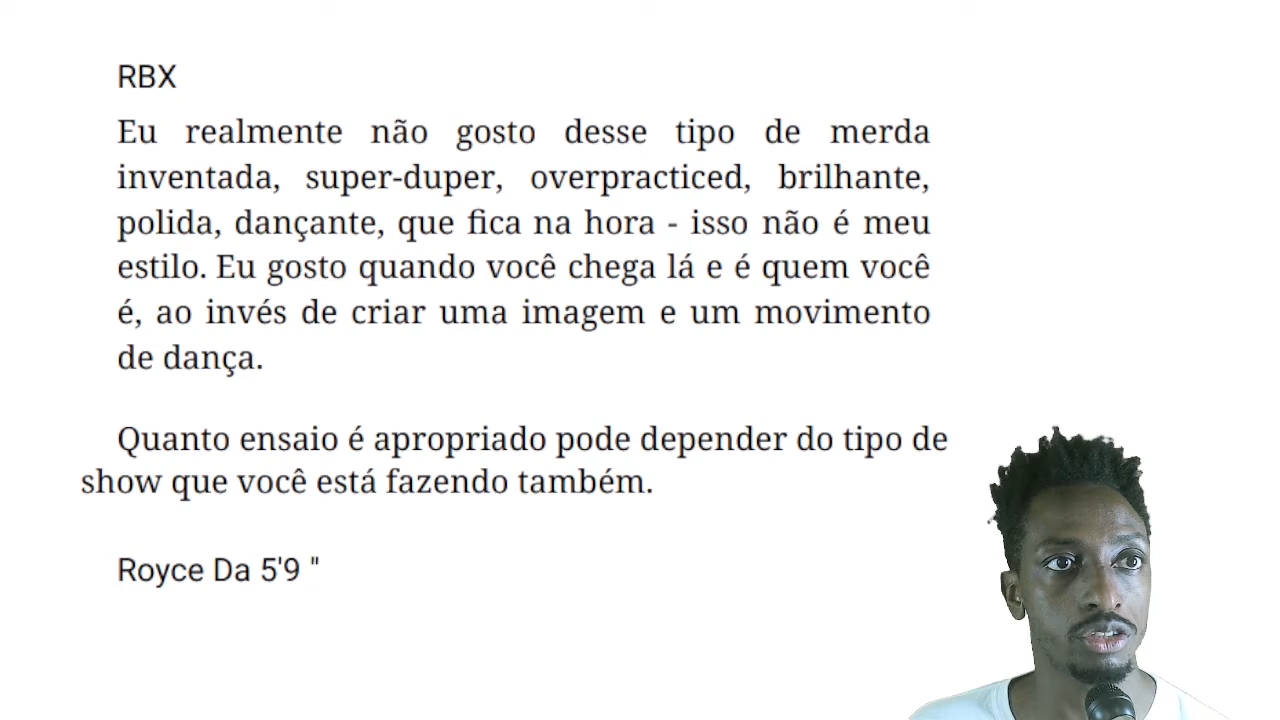 RBX
Eu realmente não gosto desse tipo de merda
inventada, super-duper, overpracticed, brilhante,
polida, dançante, que fica na hora - isso não é meu
estilo. Eu gosto quando você chega lá e é quem você
é, ao invés de criar uma imagem e um movimento
de dança.
Quanto ensaio é apropriado pode depender do tipo de
show que você está fazendo também.
Royce Da 5'9 "